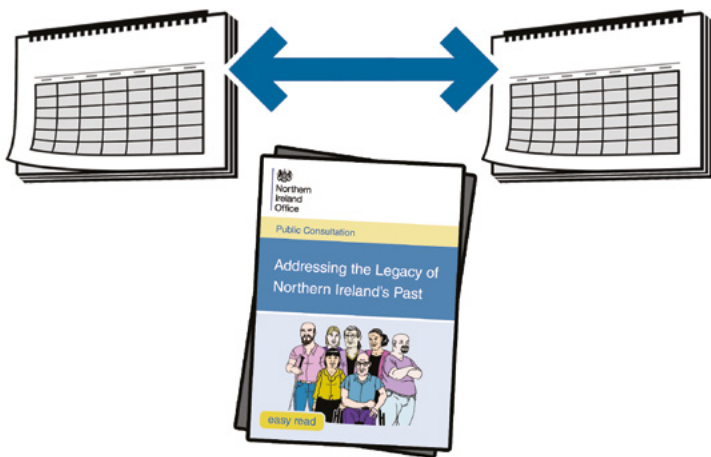 Northern
Ireland
Office
Public Consultation
Addressing the Legacy of
Northern Ireland's Past
easy read